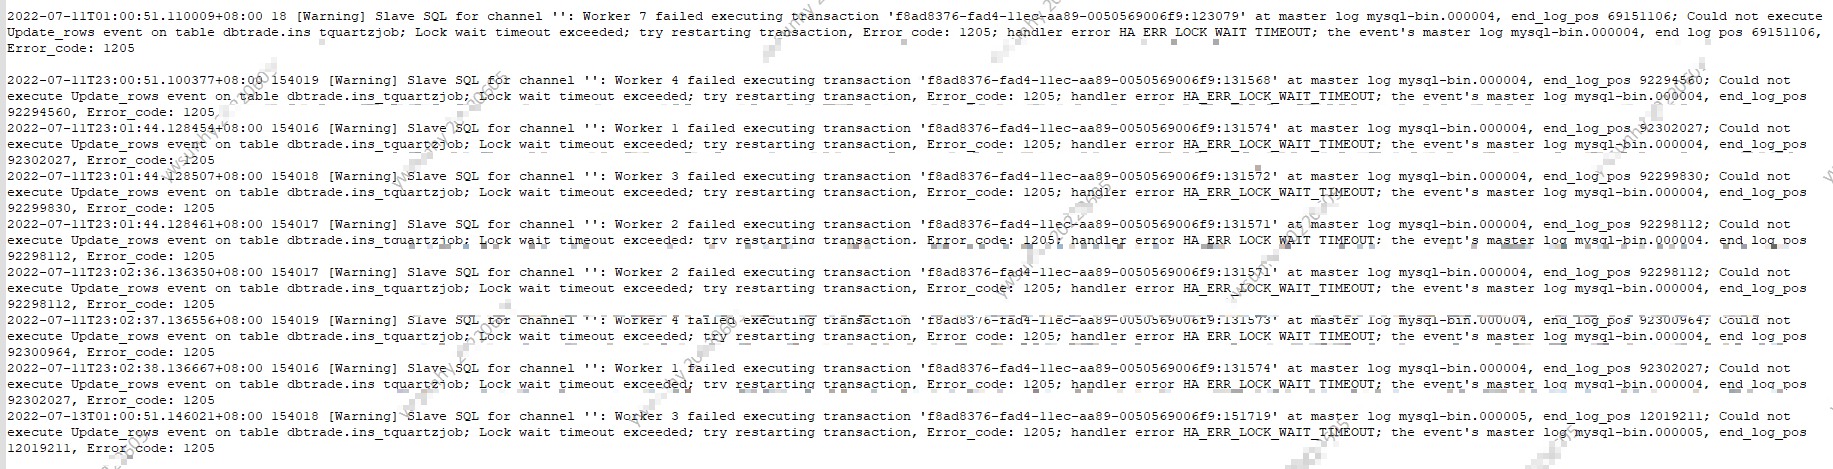 2022-07-11T01:00:51.110009+08:00 18 [Warning] Slave SQL for channel '': Worker 7 failed executing transaction 'f8ad8376-fad4-11ec-aa89-0050569006f9:123079' at master log mysql-bin.000004, end_log_pos 69151106; Could not execute
Update_rows event on table dbtrade.ins_tquartzjob; Lock wait timeout exceeded; try restarting transaction, Error_code: 1205; handler error HA_ERR_LOCK_WAIT_TIMEOUT; the event's master log mysql-bin.000004, end_log_pos 69151106,
Error_code: 1205
2022-07-11T23:00:51.100377+08:00 154019 [Warning] Slave SQL for channel '': Worker 4 failed executing transaction 'f8ad8376-fad4-11ec-aa89-0050569006f9:131568' at master log mysql-bin.000004, end_log_pos 92294560; Could not
execute Update_rows event on table dbtrade.ins_tquartzjob; Lock wait timeout exceeded; try restarting transaction, Error_code: 1205; handler error HA_ERR_LOCK_WAIT_TIMEOUT; the event's master log mysql-bin.000004, end_log_pos
92294560, Error_code: 1205
2022-07-11T23:01:44.128454+08:00 154016 [Warning] Slave SQL for channel '': Worker 1 failed executing transaction 'f8ad8376-fad4-11ec-aa89-0050569006f9:131574' at master log mysql-bin.000004, end_log_pos 92302027; Could not
execute Update_rows event on table dbtrade.ins_tquartzjob; Lock wait timeout exceeded; try restarting transaction, Error_code: 1205; handler error HA_ERR_LOCK_WAIT_TIMEOUT; the event's master log mysql-bin.000004, end_log_pos
92302027, Error_code: 1205
2022-07-11T23:01:44.128507+08:00 154018 [Warning] Slave SQL for channel '': Worker 3 failed executing transaction 'f8ad8376-fad4-11ec-aa89-0050569006f9:131572' at master log mysql-bin.000004, end_log_pos 92299830; Could not
execute Update_rows event on table dbtrade.ins_tquartzjob; Lock wait timeout exceeded; try restarting transaction, Error_code: 1205; handler error HA_ERR_LOCK_WAIT_TIMEOUT; the event's master log mysql-bin.000004, end_log_pos
92299830, Error_code: 1205
2022-07-11T23:01:44.128461+08:00 154017 [Warning] Slave SQL for channel '': Worker 2 failed executing transaction 'f8ad8376-fad4-11ec-aa89-0050569006f9:131571' at master log mysql-bin.000004, end_log_pos 92298112; Could not
execute Update_rows event on table dbtrade.ins_tquartzjob; Lock wait timeout exceeded; try restarting transaction, Error_code: 1205; handler error HA_ERR_LOCK_WAIT_TIMEOUT; the event's master log mysql-bin.000004, end_log_pos
92298112, Error_code: 1205
2022-07-11T23:02:36.136350+08:00 154017 [Warning] Slave SQL for channel '': Worker 2 failed executing transaction 'f8ad8376-fad4-11ec-aa89-0050569006f9:131571' at master log mysql-bin.000004, end_log_pos 92298112; Could not
execute Update_rows event on table dbtrade.ins_tquartzjob; Lock wait timeout exceeded; try restarting transaction, Error_code: 1205; handler error HA_ERR_LOCK_WAIT_TIMEOUT; the event's master log mysql-bin.000004, end_log_pos
92298112, Error_code: 1205
2022-07-11T23:02:37.136556+08:00 154019 [Warning] Slave SQL for channel '': Worker 4 failed executing transaction 'f8ad8376-fad4-11ec-aa89-0050569006f9:131573' at master log mysql-bin.000004, end_log_pos 92300964; Could not
execute Update_rows event on table dbtrade.ins_tquartzjob; Lock wait timeout exceeded; try restarting transaction, Error_code: 1205; handler error HA_ERR_LOCK_WAIT_TIMEOUT; the event's master log mysql-bin.000004, end_log_pos
92300964, Error_code: 1205
2022-07-11T23:02:38.136667+08:00 154016 [Warning] Slave SQL for channel '': Worker 1 failed executing transaction 'f8ad8376-fad4-11ec-aa89-0050569006f9:131574' at master log mysql-bin.000004, end_log_pos 92302027; Could not
execute Update_rows event on table dbtrade.ins_tquartzjob; Lock wait timeout exceeded; try restarting transaction, Error_code: 1205; handler error HA_ERR_LOCK_WAIT_TIMEOUT; the event's master log mysql-bin.000004, end_log_pos
92302027, Error_code: 1205
2022-07-13T01:00:51.146021+08:00 154018 [Warning] Slave SQL for channel '': Worker 3 failed executing transaction 'f8ad8376-fad4-11ec-aa89-0050569006f9:151719' at master log mysql-bin.000005, end_log_pos 12019211; Could not
execute Update_rows event on table dbtrade.ins_tquartzjob; Lock wait timeout exceeded; try restarting transaction, Error_code: 1205; handler error HA_ERR_LOCK_WAIT_TIMEOUT; the event's master log mysql-bin.000005, end_log_pos
12019211, Error_code: 1205